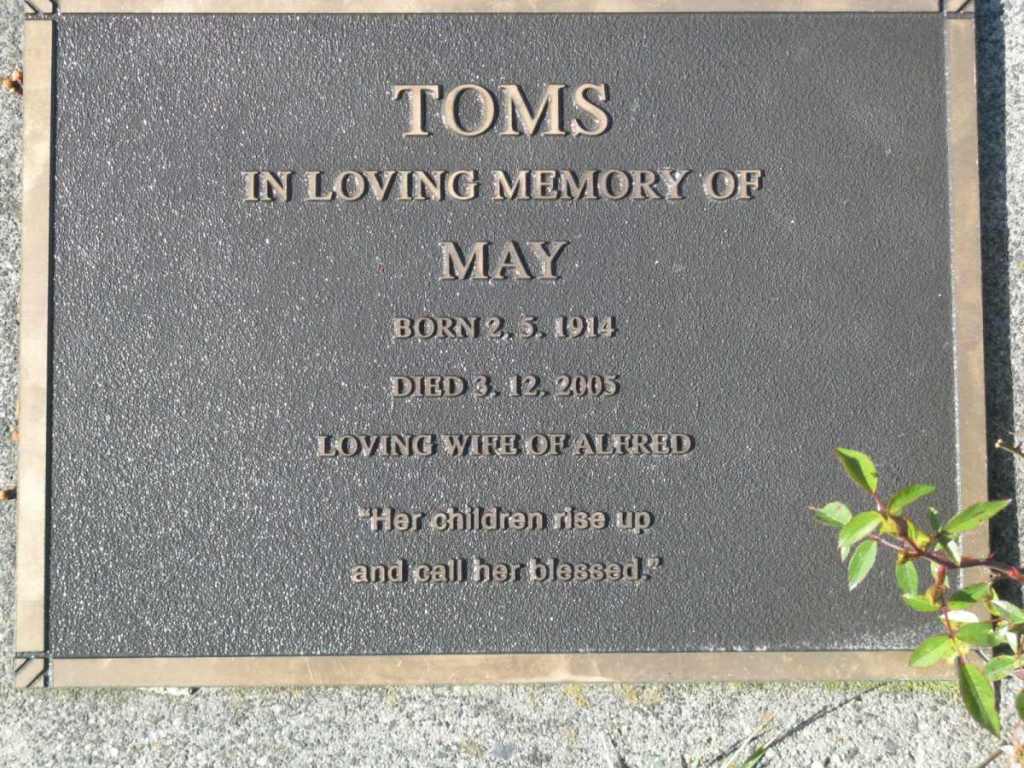 TOMS
IN LOVING MEMORY OF
MAY
BORN 2. 5. 1914
DIED 3. 12. 2005
LOVING WIFE OF ALFRED
"Her children rise up
and call her blessed."